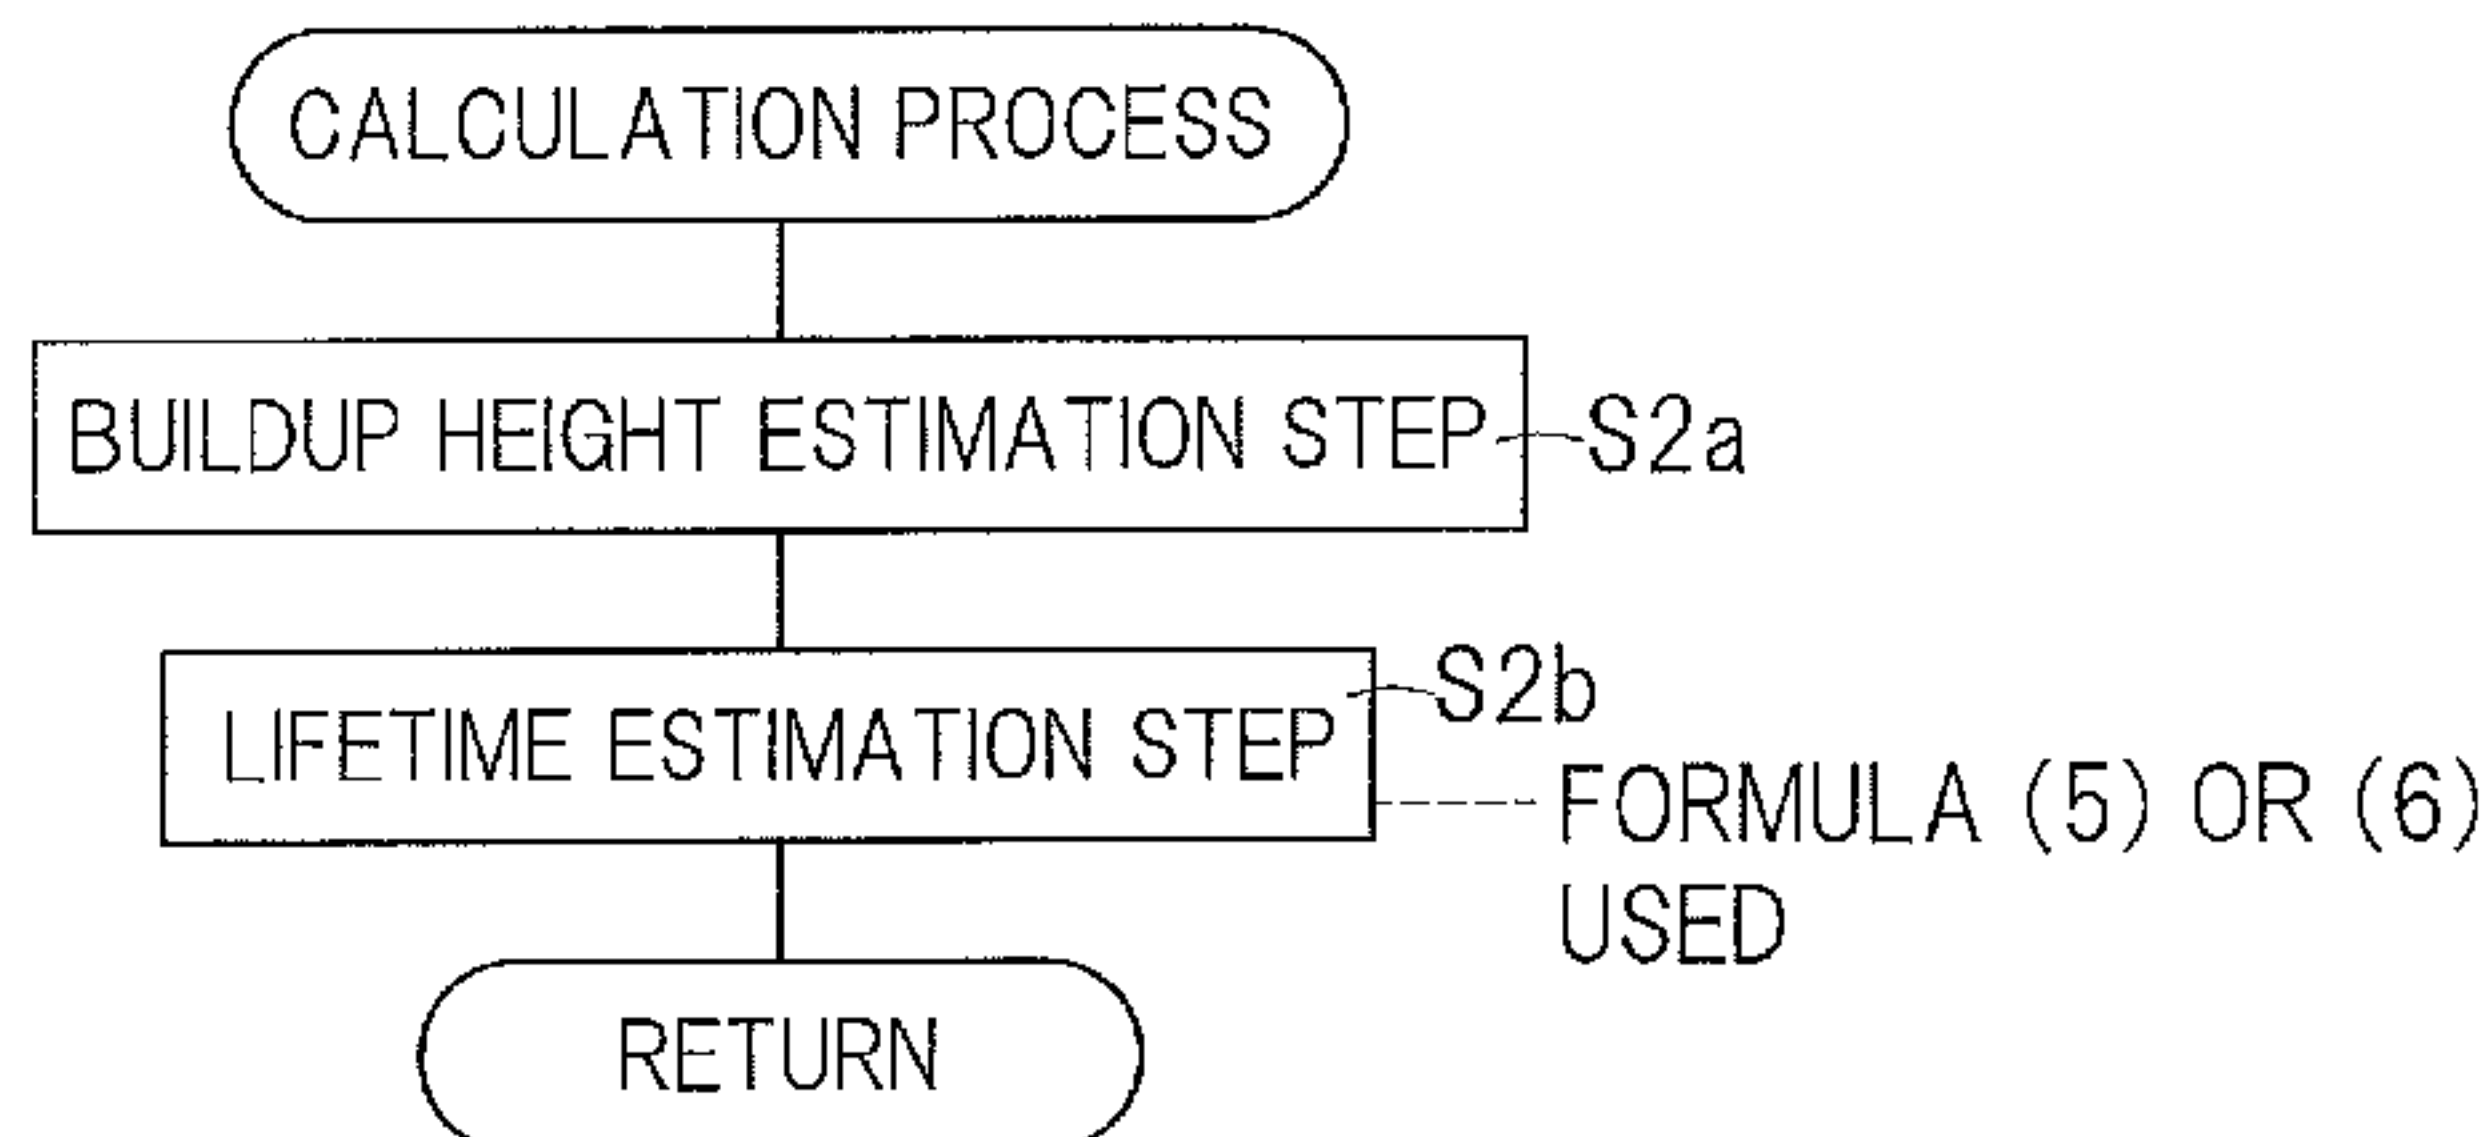 CALCULATION PROCESS
BUILDUP HEIGHT ESTIMATION STEP S2a
S2b
LIFETIME ESTIMATION STEP
FORMULA (5) OR (6)
USED
RETURN